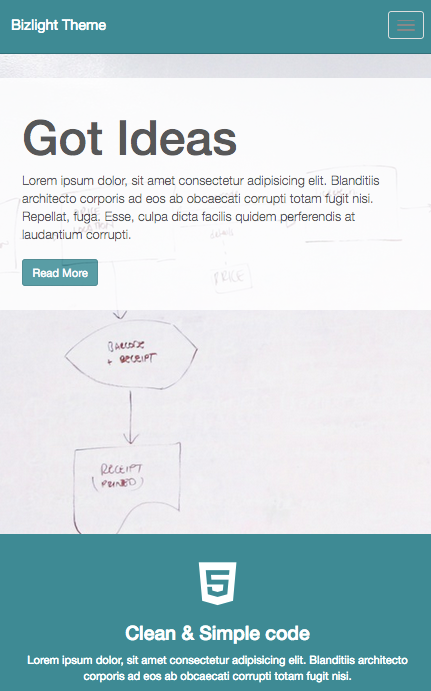 Bizlight Theme
Got Ideas
Lorem ipsum dolor, sit amet consectetur adipisicing elit. Blanditiis
architecto corporis ad eos ab obcaecati corrupti totam fugit nisi.
Repellat, fuga. Esse, culpa dicta facilis quidem perferendis at
laudantium corrupti.
PRICE
Read More
BARCODE
+ RECEIPT
RECEIPT
(PRINTED)
5
Clean & Simple code
Lorem ipsum dolor, sit amet consectetur adipisicing elit. Blanditiis architecto
corporis ad eos ab obcaecati corrupti totam fugit nisi.